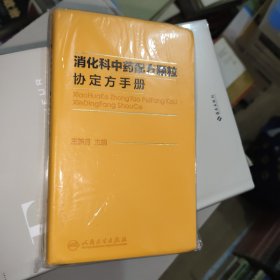 消化科中药配方颗粒
XiaoHuaKe ZhongYao PeiFang KeLi
协定方手册
XieDingFang ShouCe
主编
人民卫生出版社